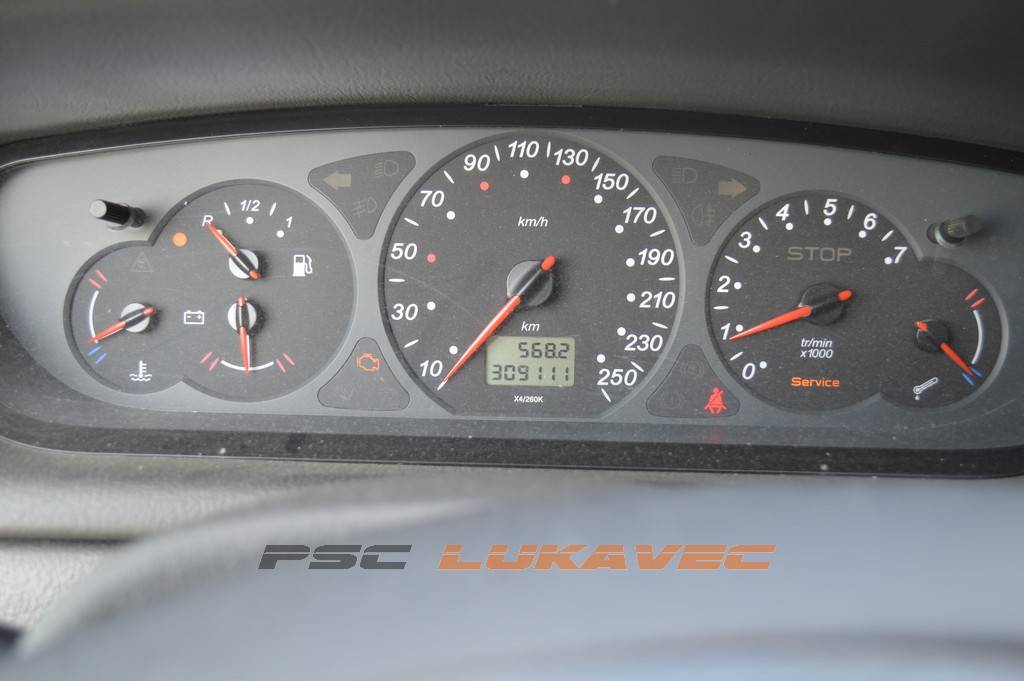 R 1/2 1
10 30 50 70 90 110 130 150 170 190 210 230 250
km/h
km
568.2
309111
X4/260K
0 1 2 3 4 5 6 7
STOP
tr/min
x1000
Service
PSC LUKAVEC